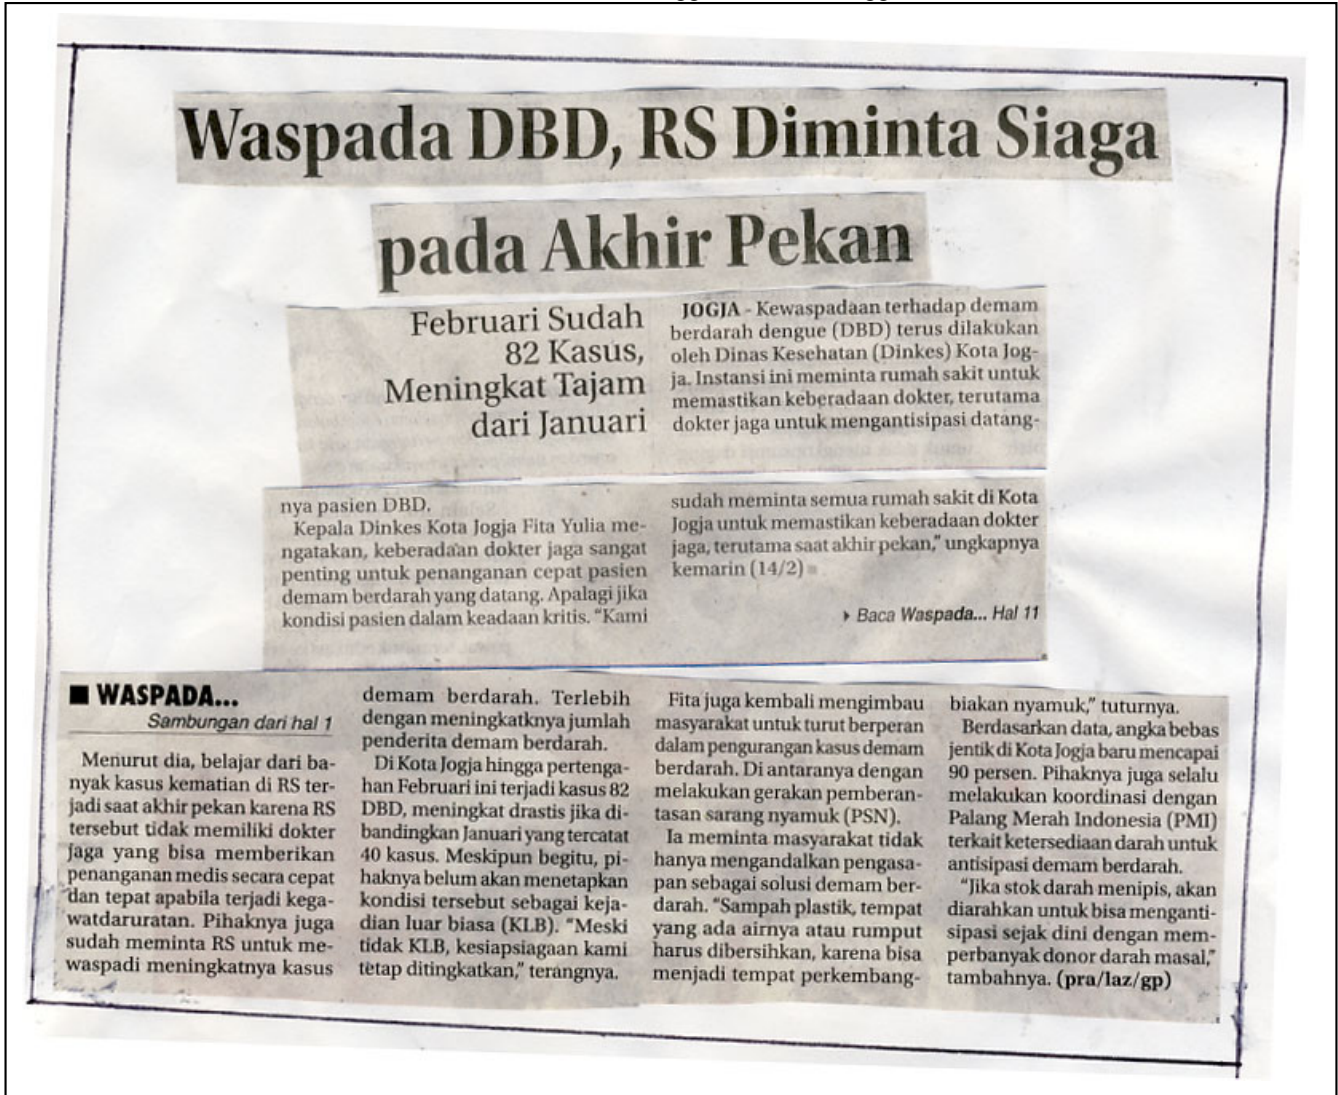 Waspada DBD, RS Diminta Siaga
pada Akhir Pekan
Februari Sudah
82 Kasus,
Meningkat Tajam
dari Januari
JOGJA - Kewaspadaan terhadap demam
berdarah dengue (DBD) terus dilakukan
oleh Dinas Kesehatan (Dinkes) Kota Jog-
ja. Instansi ini meminta rumah sakit untuk
memastikan keberadaan dokter, terutama
dokter jaga untuk mengantisipasi datang-
nya pasien DBD.
Kepala Dinkes Kota Jogja Fita Yulia me-
ngatakan, keberadaan dokter jaga sangat
penting untuk penanganan cepat pasien
demam berdarah yang datang. Apalagi jika
kondisi pasien dalam keadaan kritis. "Kami
sudah meminta semua rumah sakit di Kota
Jogja untuk memastikan keberadaan dokter
jaga, terutama saat akhir pekan," ungkapnya
kemarin (14/2)
Baca Waspada... Hal 11
WASPADA...
Sambungan dari hal 1
Menurut dia, belajar dari ba-
nyak kasus kematian di RS ter-
jadi saat akhir pekan karena RS
tersebut tidak memiliki dokter
jaga yang bisa memberikan
penanganan medis secara cepat
dan tepat apabila terjadi kega-
watdaruratan. Pihaknya juga
sudah meminta RS untuk me-
waspadi meningkatnya kasus
demam berdarah. Terlebih
dengan meningkatknya jumlah
penderita demam berdarah.
Di Kota Jogja hingga pertenga-
han Februari ini terjadi kasus 82
DBD, meningkat drastis jika di-
bandingkan Januari yang tercatat
40 kasus. Meskipun begitu, pi-
haknya belum akan menetapkan
kondisi tersebut sebagai keja-
dian luar biasa (KLB). "Meski
tidak KLB, kesiapsiagaan kami
tetap ditingkatkan," terangnya.
Fita juga kembali mengimbau
masyarakat untuk turut berperan
dalam pengurangan kasus demam
berdarah. Di antaranya dengan
melakukan gerakan pemberan-
tasan sarang nyamuk (PSN).
Ia meminta masyarakat tidak
hanya mengandalkan pengasa-
pan sebagai solusi demam ber-
darah. "Sampah plastik, tempat
yang ada airnya atau rumput
harus dibersihkan, karena bisa
menjadi tempat perkembang-
biakan nyamuk," tuturnya.
Berdasarkan data, angka bebas
jentik di Kota Jogja baru mencapai
90 persen. Pihaknya juga selalu
melakukan koordinasi dengan
Palang Merah Indonesia (PMI)
terkait ketersediaan darah untuk
antisipasi demam berdarah.
"Jika stok darah menipis, akan
diarahkan untuk bisa menganti-
sipasi sejak dini dengan mem-
perbanyak donor darah masal,"
tambahnya. (pra/laz/gp)